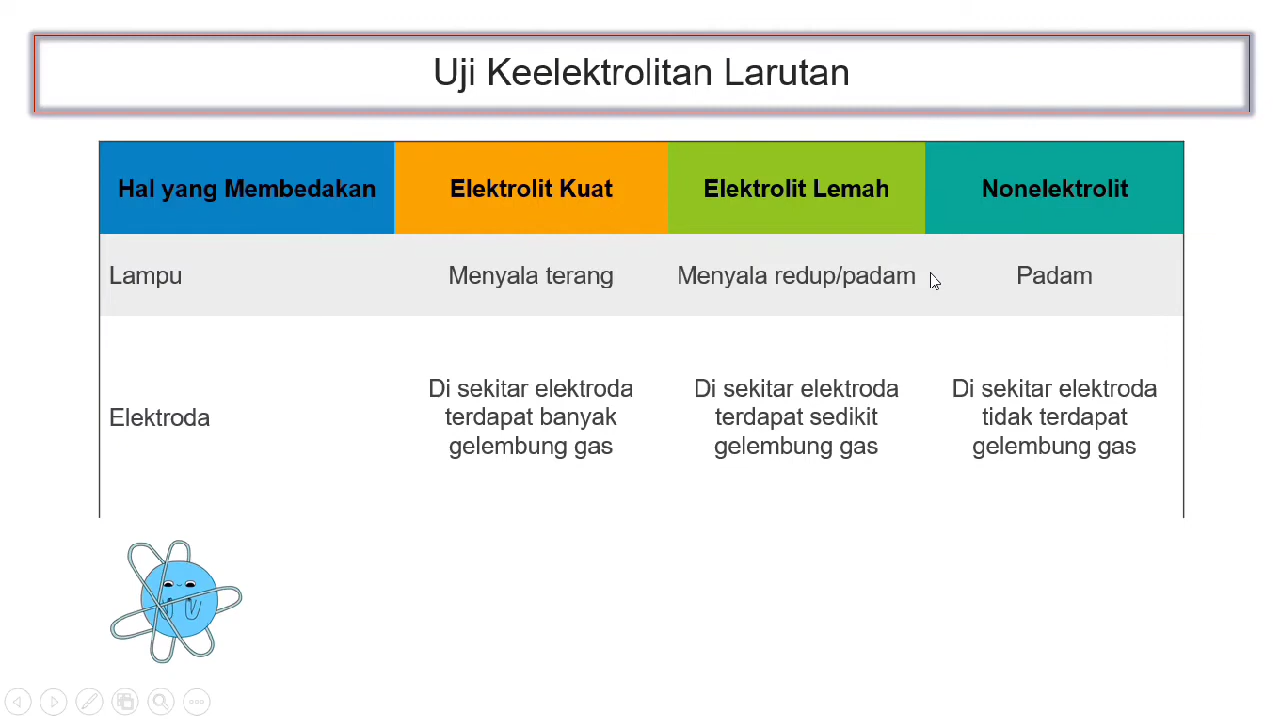 Uji Keelektrolitan Larutan
Hal yang Membedakan
Elektrolit Kuat
Elektrolit Lemah
Nonelektrolit
Lampu
Menyala terang
Menyala redup/padam
Padam
Elektroda
Di sekitar elektroda
terdapat banyak
gelembung gas
Di sekitar elektroda
terdapat sedikit
gelembung gas
Di sekitar elektroda
tidak terdapat
gelembung gas